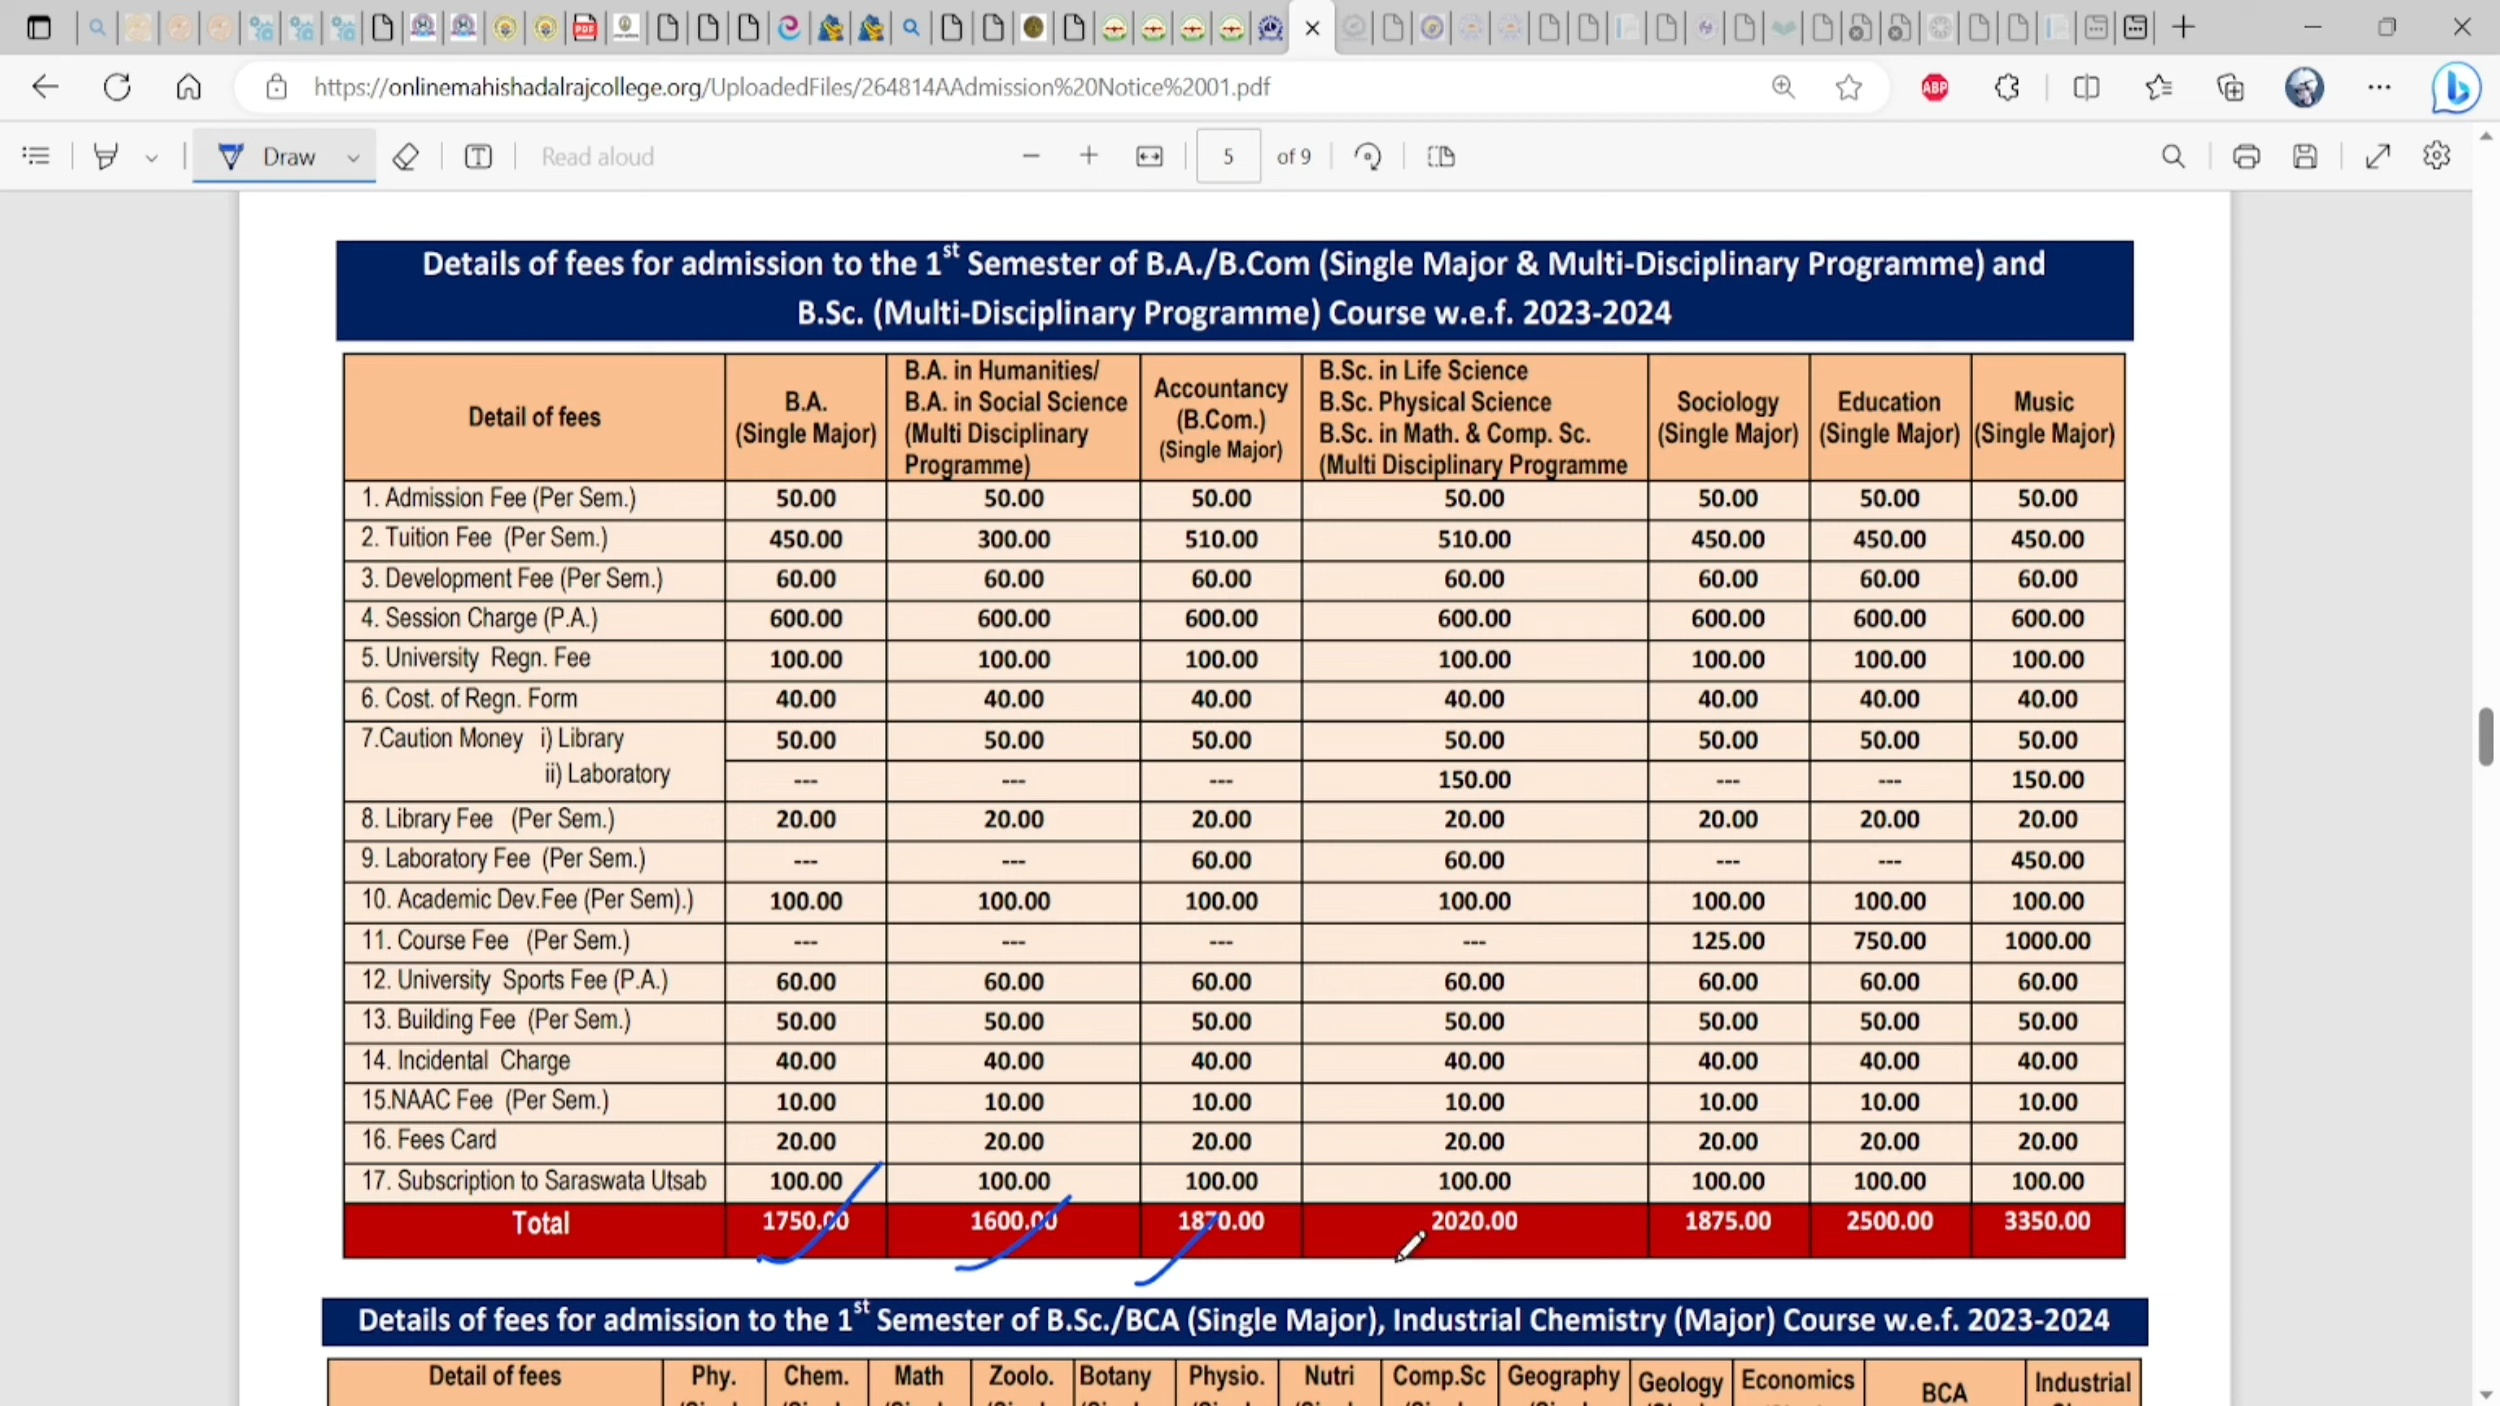 https://onlinemahishadalrajcollege.org/UploadedFiles/264814AAdmission%20Notice%2001.pdf
ABP
PDF
Draw
Read aloud
5 of 9
Details of fees for admission to the 1st Semester of B.A./B.Com (Single Major & Multi-Disciplinary Programme) and
B.Sc. (Multi-Disciplinary Programme) Course w.e.f. 2023-2024
Detail of fees
B.A.
(Single Major)
B.A. in Humanities/
B.A. in Social Science
(Multi Disciplinary
Programme)
Accountancy
(B.Com.)
(Single Major)
B.Sc. in Life Science
B.Sc. Physical Science
B.Sc. in Math. & Comp. Sc.
(Multi Disciplinary Programme
Sociology
(Single Major)
Education
(Single Major)
Music
(Single Major)
1. Admission Fee (Per Sem.) 50.00 50.00 50.00 50.00 50.00 50.00 50.00
2. Tuition Fee (Per Sem.) 450.00 300.00 510.00 510.00 450.00 450.00 450.00
3. Development Fee (Per Sem.) 60.00 60.00 60.00 60.00 60.00 60.00 60.00
4. Session Charge (P.A.) 600.00 600.00 600.00 600.00 600.00 600.00 600.00
5. University Regn. Fee 100.00 100.00 100.00 100.00 100.00 100.00 100.00
6. Cost. of Regn. Form 40.00 40.00 40.00 40.00 40.00 40.00 40.00
7.Caution Money i) Library 50.00 50.00 50.00 50.00 50.00 50.00 50.00
ii) Laboratory --- --- --- 150.00 --- --- 150.00
8. Library Fee (Per Sem.) 20.00 20.00 20.00 20.00 20.00 20.00 20.00
9. Laboratory Fee (Per Sem.) --- --- 60.00 60.00 --- --- 450.00
10. Academic Dev.Fee (Per Sem).) 100.00 100.00 100.00 100.00 100.00 100.00 100.00
11. Course Fee (Per Sem.) --- --- --- --- 125.00 750.00 1000.00
12. University Sports Fee (P.A.) 60.00 60.00 60.00 60.00 60.00 60.00 60.00
13. Building Fee (Per Sem.) 50.00 50.00 50.00 50.00 50.00 50.00 50.00
14. Incidental Charge 40.00 40.00 40.00 40.00 40.00 40.00 40.00
15.NAAC Fee (Per Sem.) 10.00 10.00 10.00 10.00 10.00 10.00 10.00
16. Fees Card 20.00 20.00 20.00 20.00 20.00 20.00 20.00
17. Subscription to Saraswata Utsab 100.00 100.00 100.00 100.00 100.00 100.00 100.00
Total 1750.00 1600.00 1870.00 2020.00 1875.00 2500.00 3350.00
Details of fees for admission to the 1st Semester of B.Sc./BCA (Single Major), Industrial Chemistry (Major) Course w.e.f. 2023-2024
Detail of fees Phy. Chem. Math Zoolo. Botany Physio. Nutri Comp.Sc Geography Geology Economics BCA Industrial